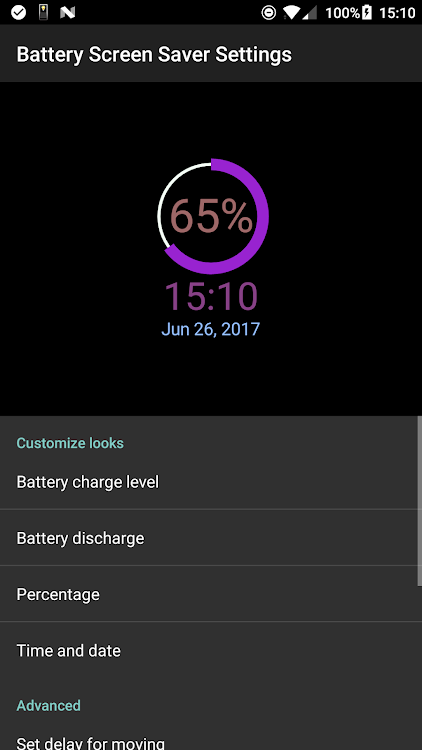 100% 15:10
Battery Screen Saver Settings
65%
15:10
Jun 26, 2017
Customize looks
Battery charge level
Battery discharge
Percentage
Time and date
Advanced
Set delay for moving